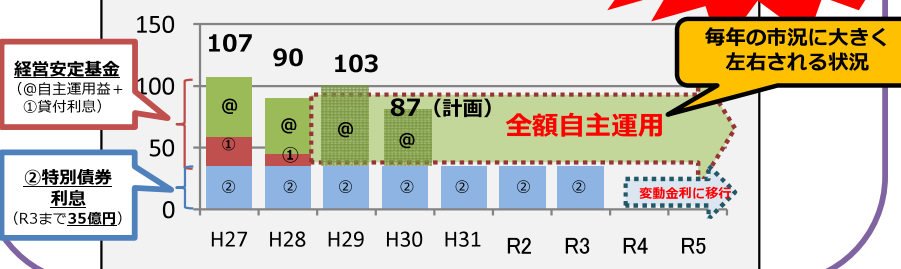 150
100
50
0
107
90
103
87（計画）
経営安定基金
（@自主運用益＋
①貸付利息）
②特別債券
利息
（R3まで35億円）
毎年の市況に大きく
左右される状況
全額自主運用
変動金利に移行
@
@
@
@
①
①
②
②
②
②
②
②
②
H27
H28
H29
H30
H31
R2
R3
R4
R5